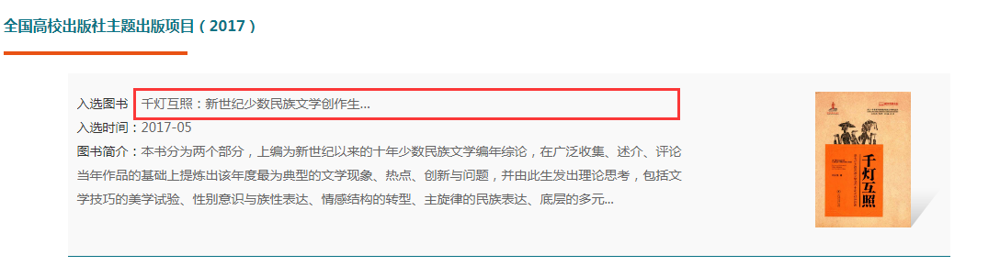 全国高校出版社主题出版项目（2017）
入选图书：千灯互照：新世纪少数民族文学创作生...
入选时间：2017-05
图书简介：本书分为两个部分，上编为新世纪以来的十年少数民族文学编年综论，在广泛收集、述介、评论
当年作品的基础上提炼出该年度最为典型的文学现象、热点、创新与问题，并由此生发出理论思考，包括文
学技巧的美学试验、性别意识与族性表达、情感结构的转型、主旋律的民族表达、底层的多元...
千灯互照